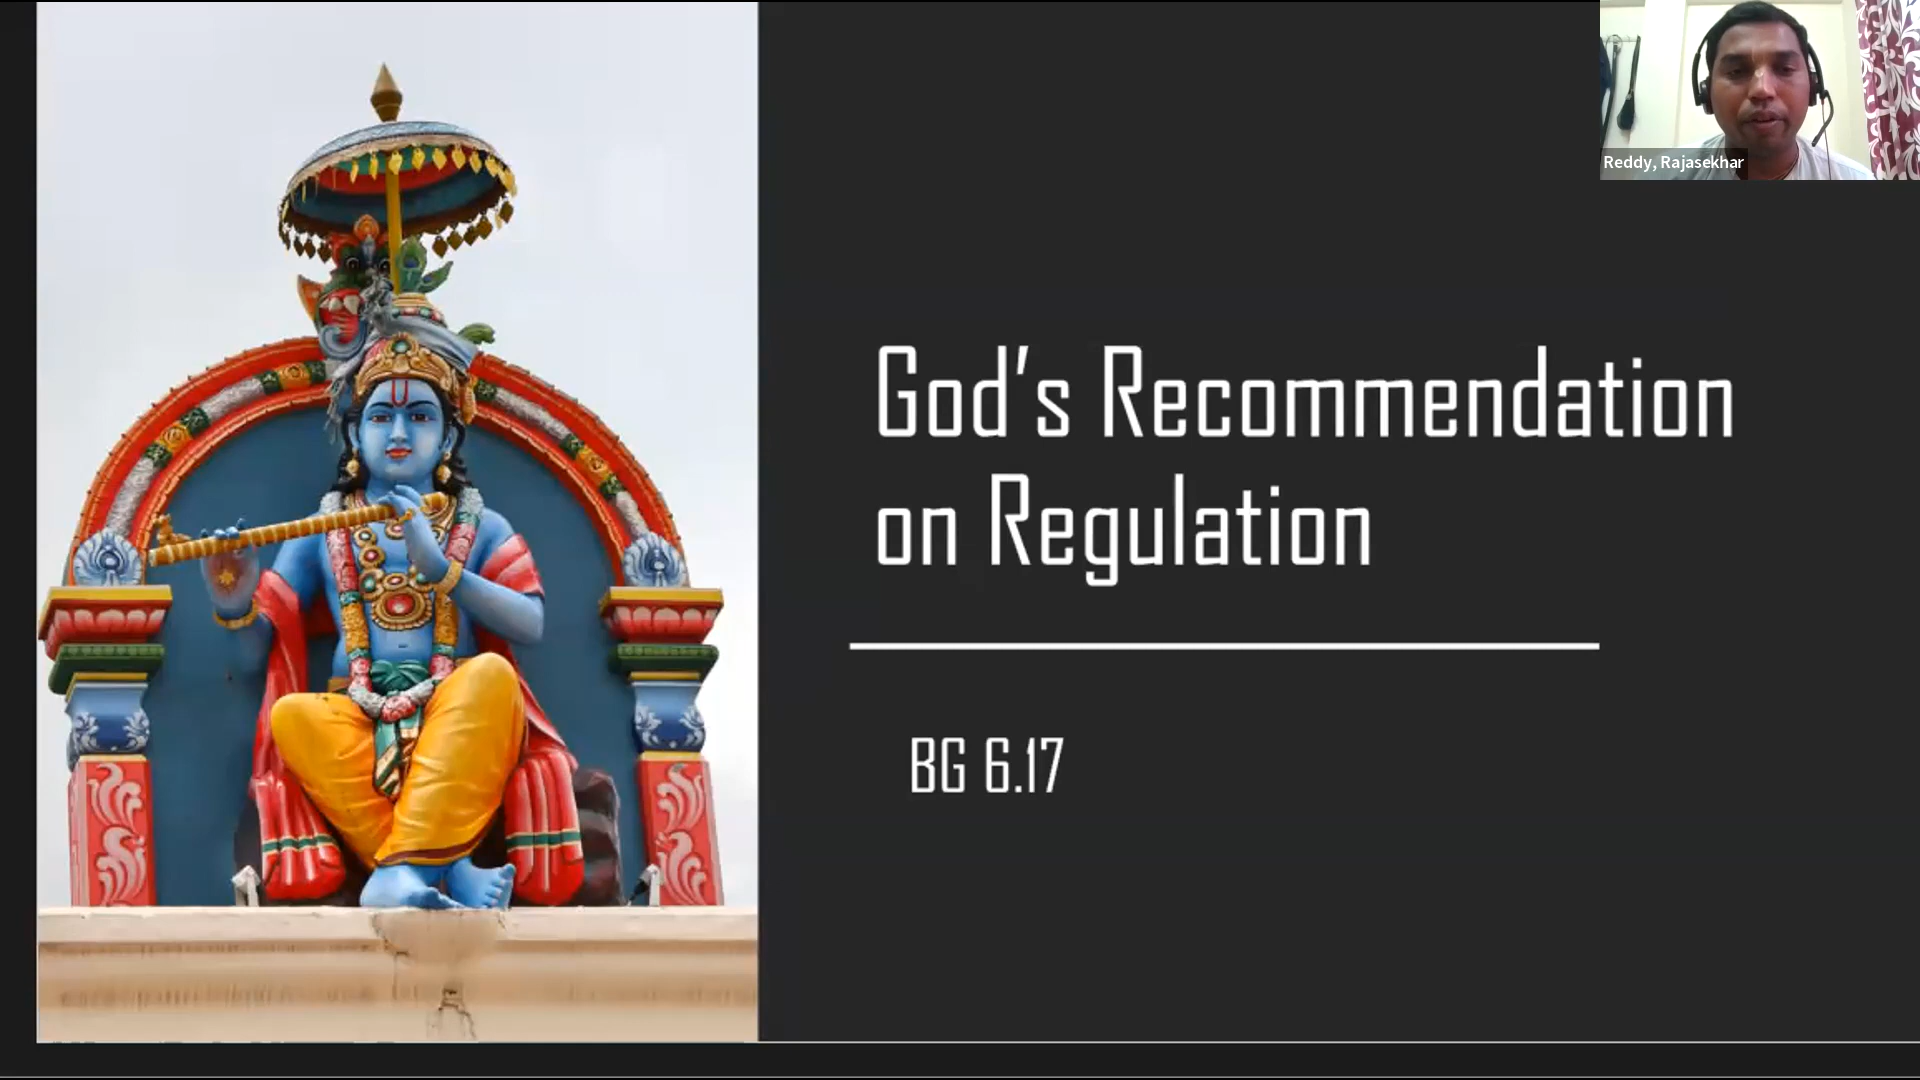 Reddy, Rajasekhar
God's Recommendation
on Regulation
BG 6.17